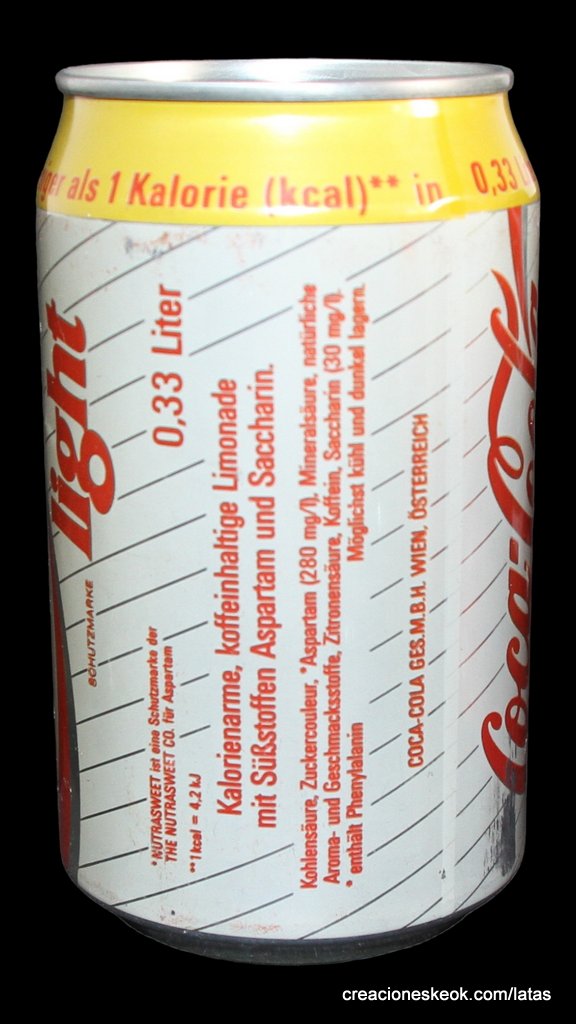 als 1 Kalorie (kcal)** in 0,33
light
SCHUTZMARKE
0,33 Liter
*NUTRASWEET ist eine Schutzmarke der
THE NUTRASWEET CO. für Aspartam
**1 kcal = 4,2 kJ
Kalorienarme, koffeinhaltige Limonade
mit Süßstoffen Aspartam und Saccharin.
Kohlensäure, Zuckercouleur, *Aspartam (280 mg/l), Mineralsäure, natürliche
Aroma- und Geschmacksstoffe, Zitronensäure, Koffein, Saccharin (30 mg/l).
* enthält Phenylalanin Möglichst kühl und dunkel lagern.
COCA-COLA GES.M.B.H. WIEN, ÖSTERREICH
Coca-Cola
creacioneskeok.com/latas